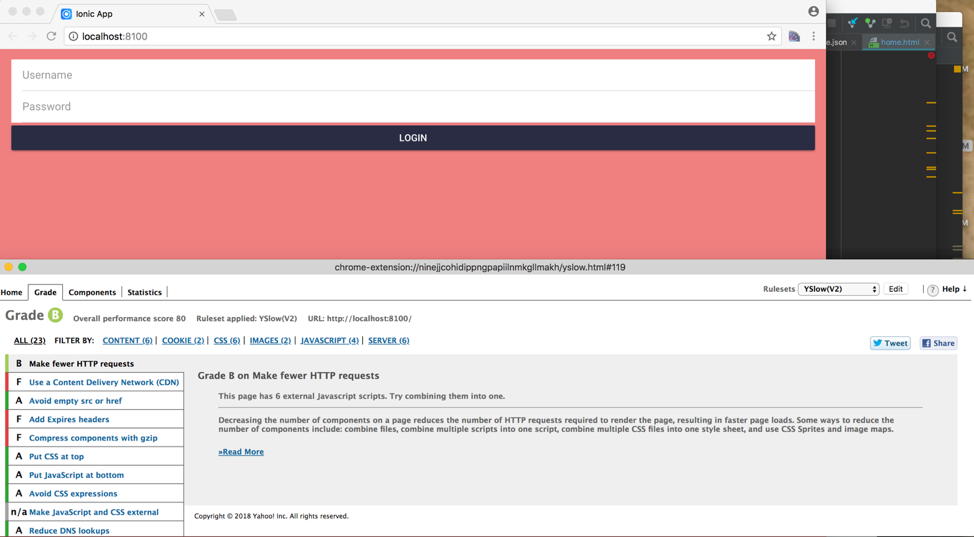 Ionic App
localhost:8100
Username
Password
LOGIN
e.json
home.html
M
M
M
chrome-extension://ninejjcohidippngpapiilnmkgllmakh/yslow.html#119
Home Grade Components Statistics
Rulesets YSlow(V2) Edit ? Help ↓
Grade B Overall performance score 80 Ruleset applied: YSlow(V2) URL: http://localhost:8100/
ALL (23) FILTER BY: CONTENT (6) | COOKIE (2) | CSS (6) | IMAGES (2) | JAVASCRIPT (4) | SERVER (6)
Tweet Share
B Make fewer HTTP requests
F Use a Content Delivery Network (CDN)
A Avoid empty src or href
F Add Expires headers
F Compress components with gzip
A Put CSS at top
A Put JavaScript at bottom
A Avoid CSS expressions
n/a Make JavaScript and CSS external
A Reduce DNS lookups
Grade B on Make fewer HTTP requests
This page has 6 external Javascript scripts. Try combining them into one.
Decreasing the number of components on a page reduces the number of HTTP requests required to render the page, resulting in faster page loads. Some ways to reduce the
number of components include: combine files, combine multiple scripts into one script, combine multiple CSS files into one style sheet, and use CSS Sprites and image maps.
»Read More
Copyright © 2018 Yahoo! Inc. All rights reserved.